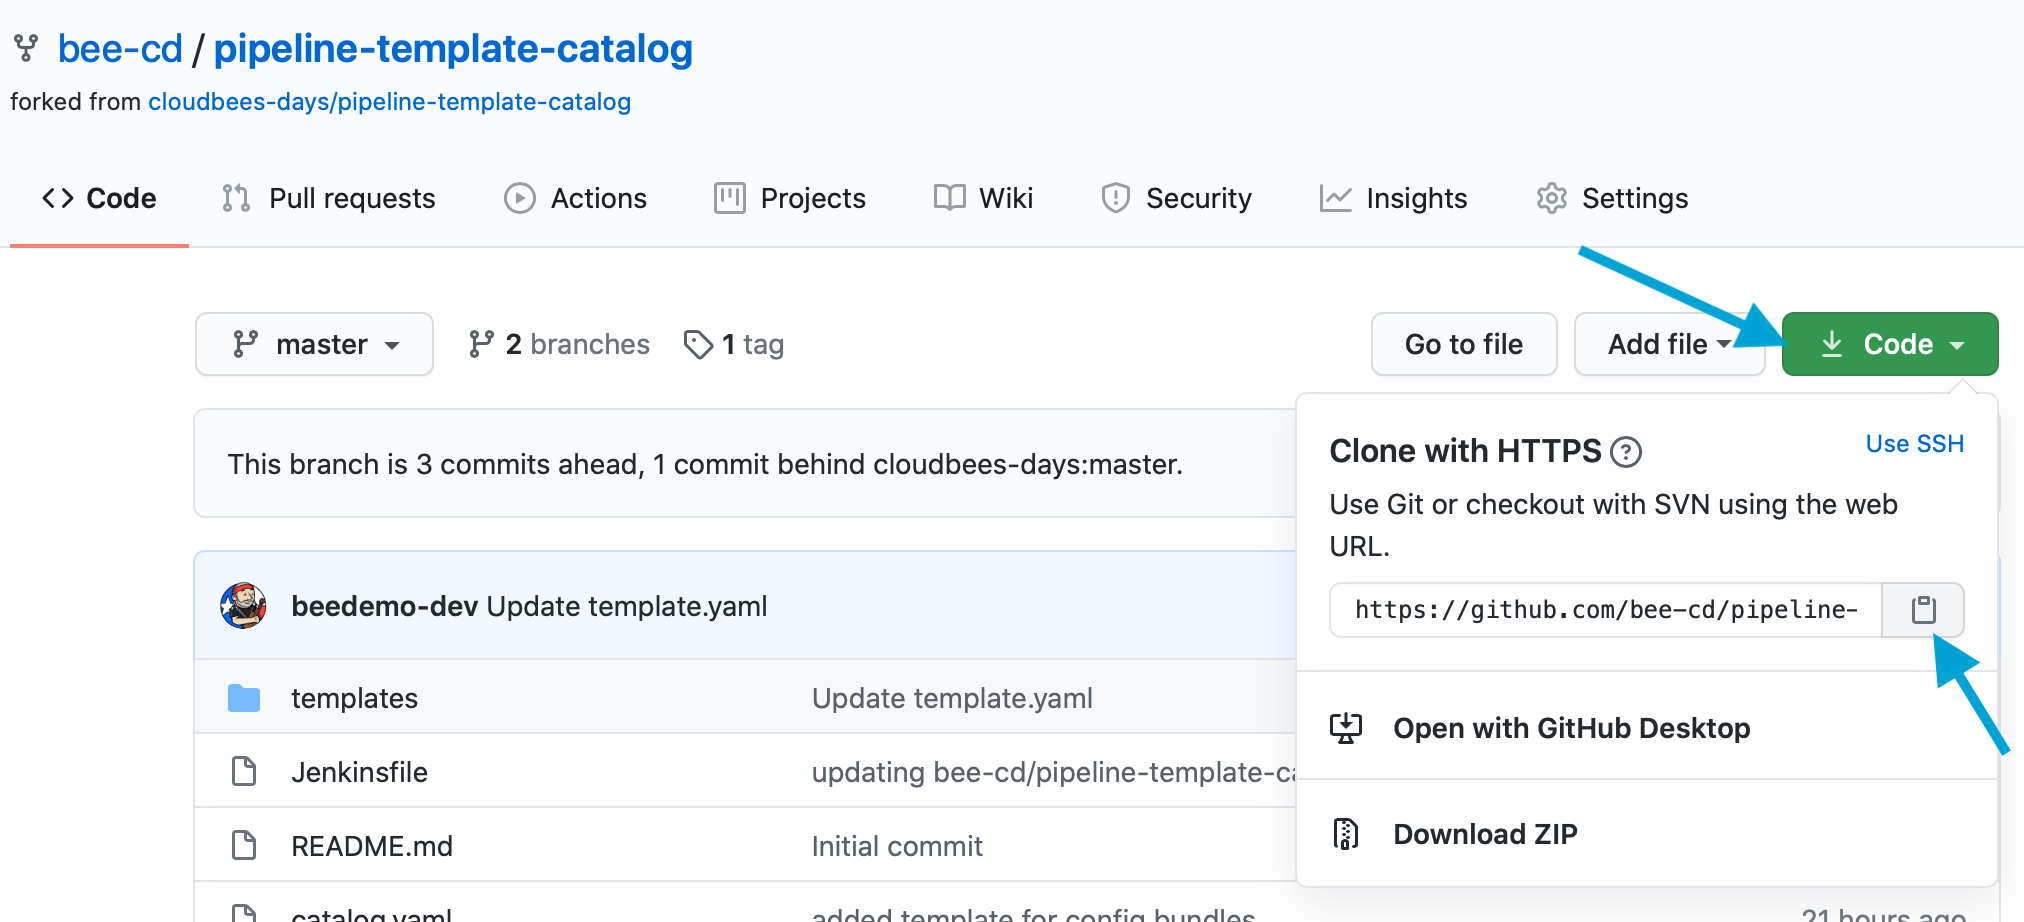 bee-cd / pipeline-template-catalog
forked from cloudbees-days/pipeline-template-catalog
Code Pull requests Actions Projects Wiki Security Insights Settings
master 2 branches 1 tag Go to file Add file Code
This branch is 3 commits ahead, 1 commit behind cloudbees-days:master.
Clone with HTTPS Use SSH
Use Git or checkout with SVN using the web
URL.
https://github.com/bee-cd/pipeline-
beedemo-dev Update template.yaml
templates Update template.yaml
Open with GitHub Desktop
Jenkinsfile updating bee-cd/pipeline-template-ca
Download ZIP
README.md Initial commit
catalog.yaml added template for config bundles 21 hours ago